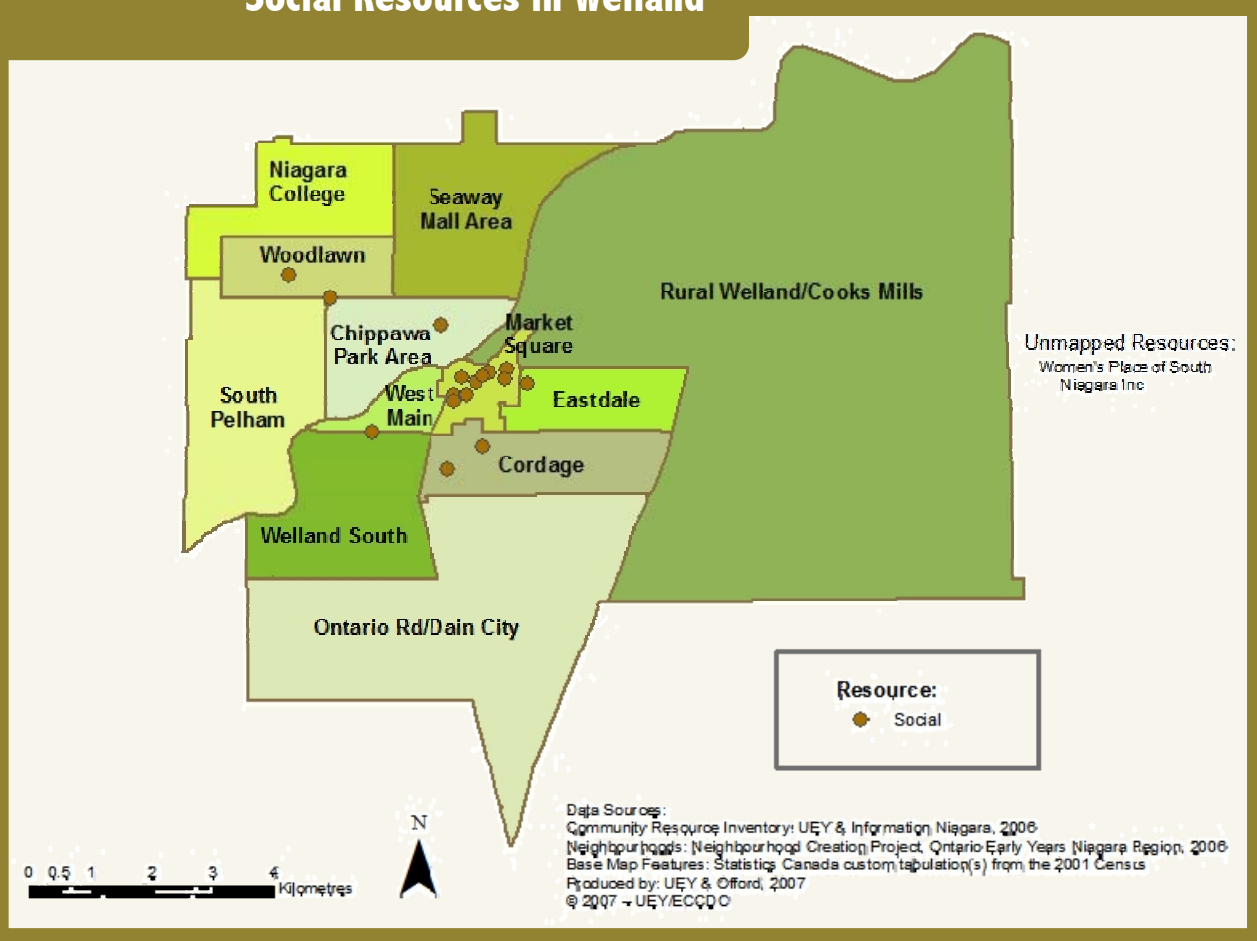 Social Resources in Welland
Niagara
College
Seaway
Mall Area
Woodlawn
Rural Welland/Cooks Mills
Market
Square
Chippawa
Park Area
Unmapped Resources:
Women's Place of South
Niagara Inc
South
Pelham
West
Main
Eastdale
Cordage
Welland South
Ontario Rd/Dain City
Resource:
Social
N
0 0.5 1 2 3 4
Kilometres
Data Sources:
Community Resource Inventory: UEY & Information Niagara, 2006
Neighbourhoods: Neighbourhood Creation Project, Ontario Early Years Niagara Region, 2006
Base Map Features: Statistics Canada custom tabulation(s) from the 2001 Census
Produced by: UEY & Offord, 2007
© 2007 - UEY/ECCDC